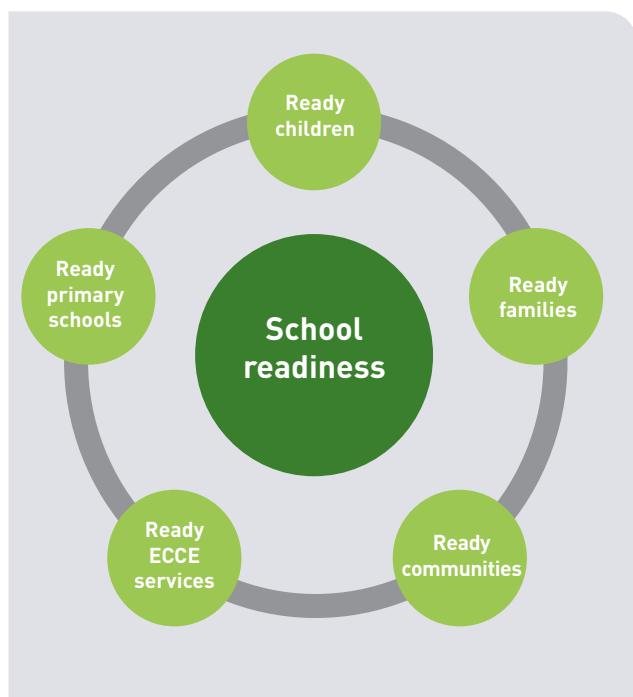 Ready
children
Ready
primary
schools
Ready
families
School
readiness
Ready
ECCE
services
Ready
communities